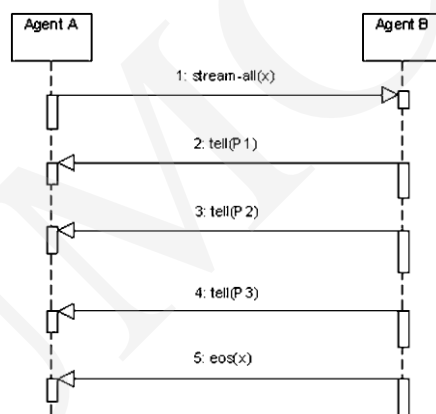 Agent A
Agent B
1: stream-all(x)
2: tell(P1)
3: tell(P2)
4: tell(P3)
5: eos(x)